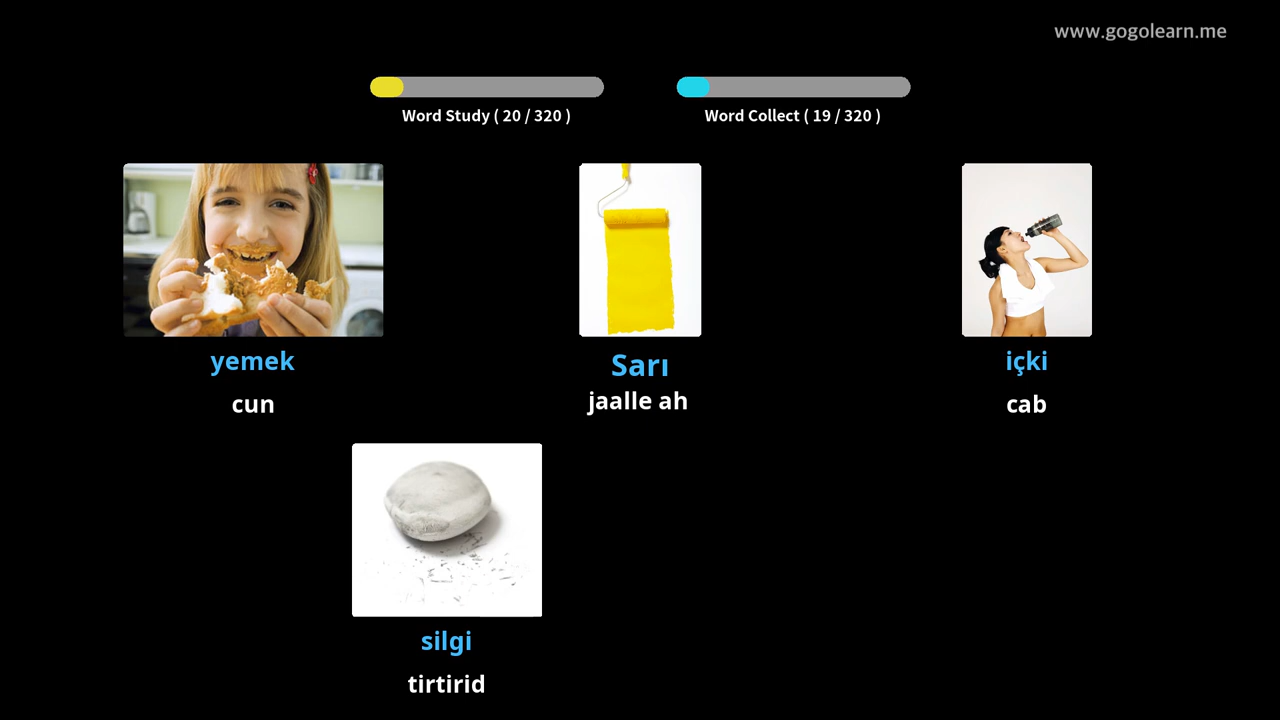 www.gogolearn.me
Word Study ( 20 / 320 )
Word Collect ( 19 / 320 )
yemek
cun
Sarı
jaalle ah
içki
cab
silgi
tirtirid